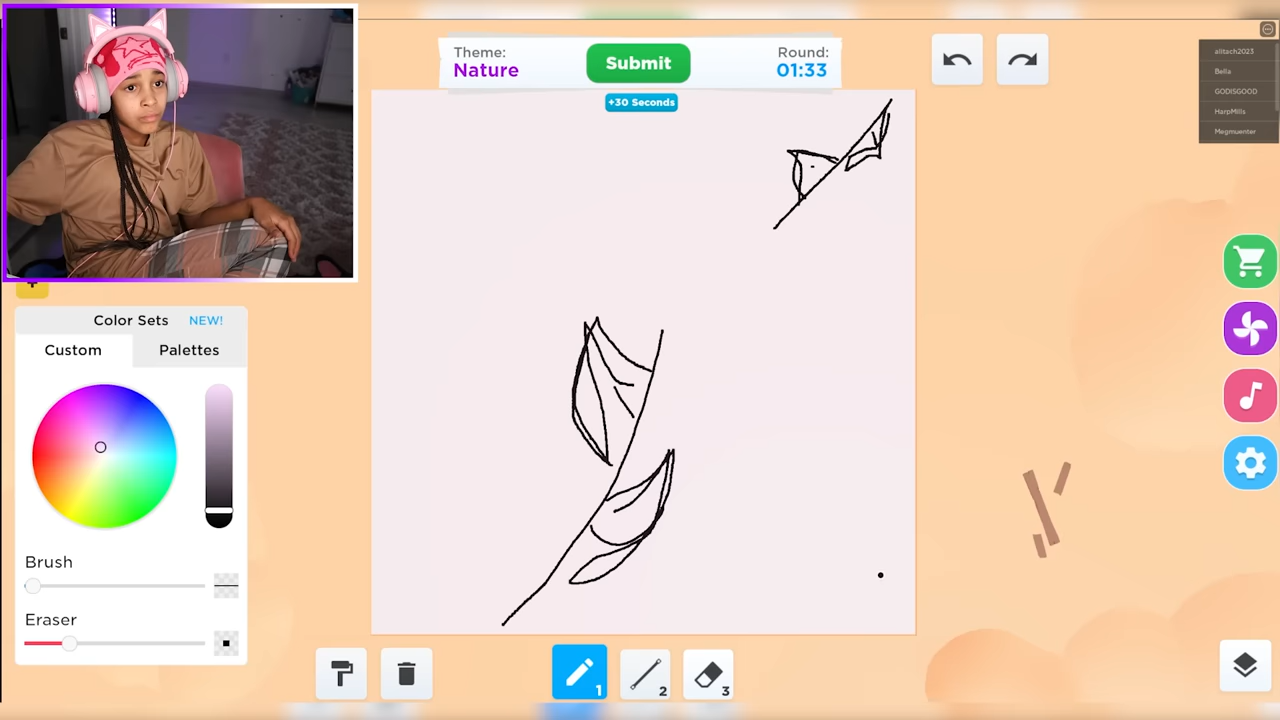 Theme:
Nature
Submit
Round:
01:33
+30 Seconds
alitach2023
Bella
GODISGOOD
HarpMills
Megmuenter
+
Color Sets NEW!
Custom Palettes
Brush
Eraser
1
2
3